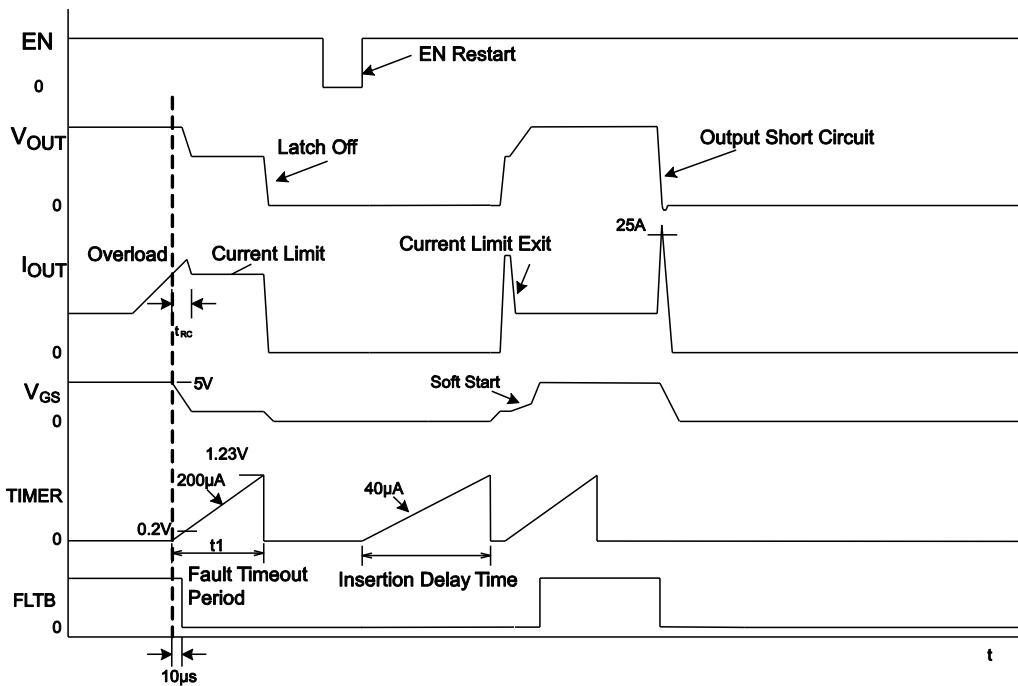 EN
EN Restart
0
VOUT
Output Short Circuit
Latch Off
0
25A
Overload
Current Limit
Current Limit Exit
IOUT
tRC
0
5V
Soft Start
VGS
0
1.23V
200µA
40µA
TIMER
0.2V
0
t1
Fault Timeout
Period
Insertion Delay Time
FLTB
0
t
10µs